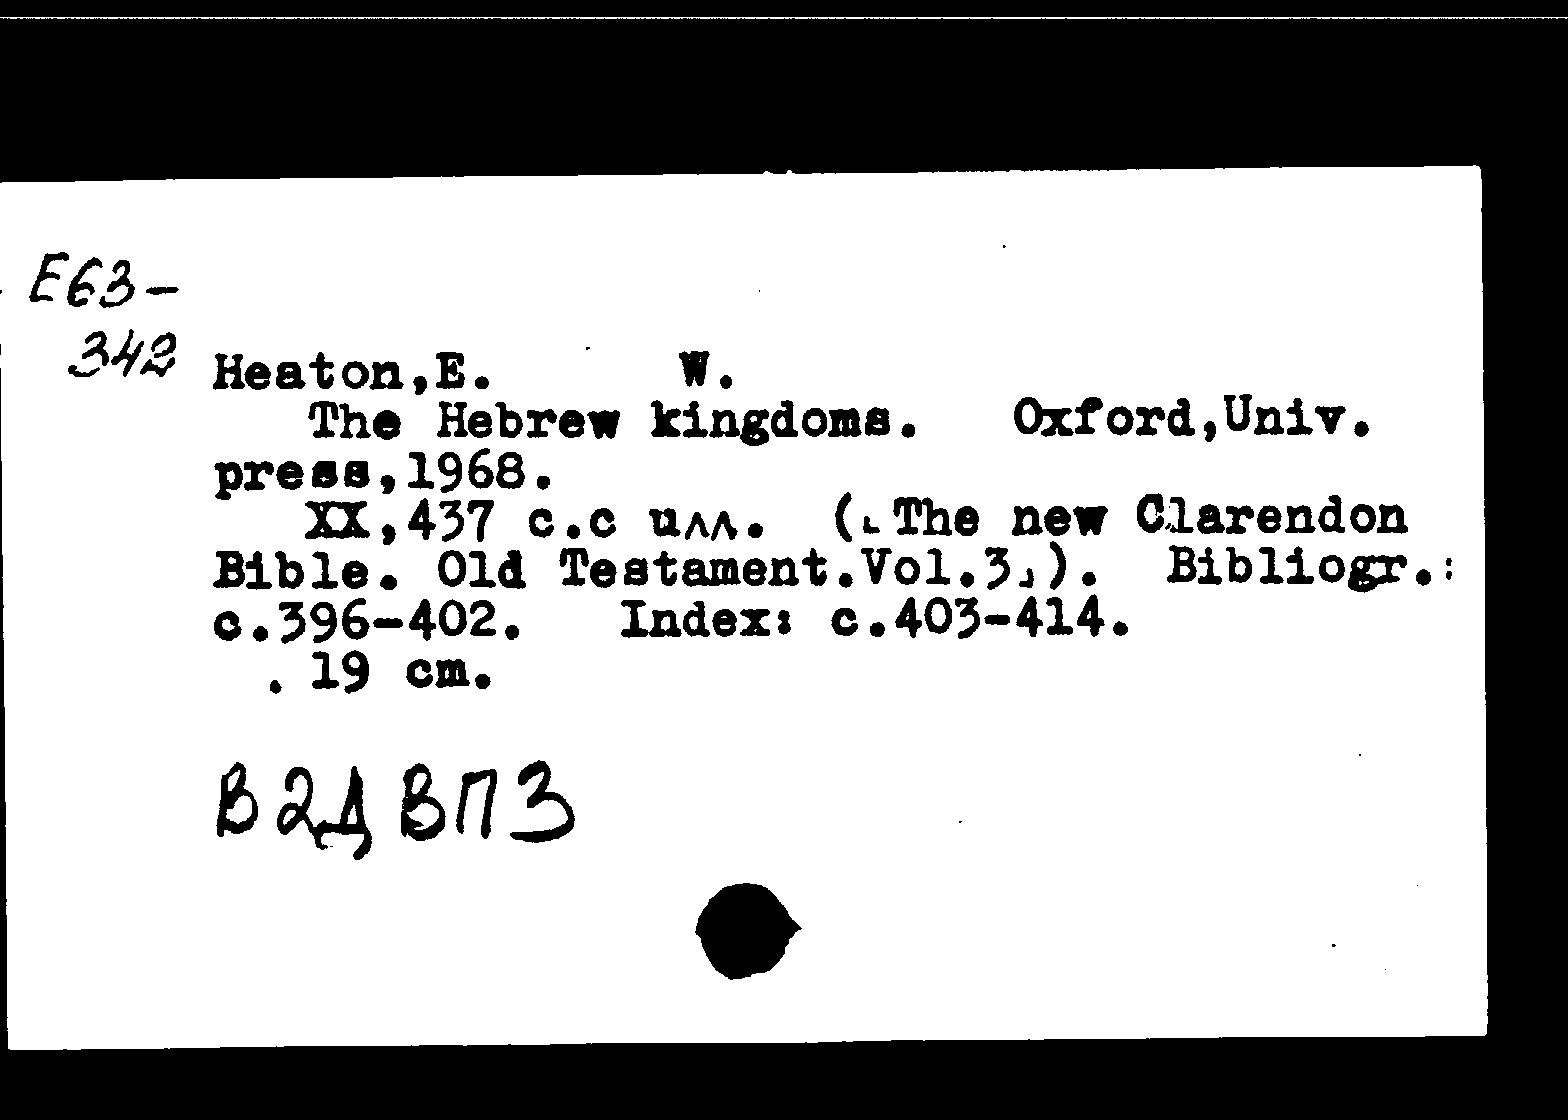 E63-
342
Heaton,E. W.
The Hebrew kingdoms. Oxford,Univ.
press,1968.
XX,437 с.с илл. (⌞The new Clarendon
Bible. Old Testament.Vol.3⌟). Bibliogr.:
c.396-402. Index: c.403-414.
. 19 cm.
В2Д ВПЗ